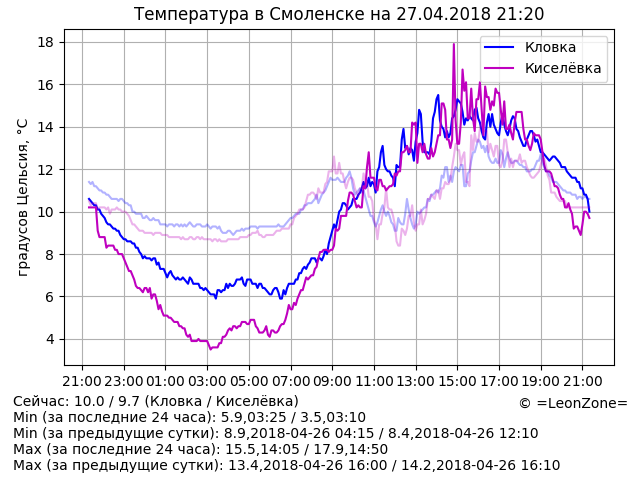 Температура в Смоленске на 27.04.2018 21:20
18
16
14
12
10
8
6
4
градусов Цельсия, °C
Кловка
Киселёвка
21:00 23:00 01:00 03:00 05:00 07:00 09:00 11:00 13:00 15:00 17:00 19:00 21:00
Сейчас: 10.0 / 9.7 (Кловка / Киселёвка)
© =LeonZone=
Min (за последние 24 часа): 5.9,03:25 / 3.5,03:10
Min (за предыдущие сутки): 8.9,2018-04-26 04:15 / 8.4,2018-04-26 12:10
Max (за последние 24 часа): 15.5,14:05 / 17.9,14:50
Max (за предыдущие сутки): 13.4,2018-04-26 16:00 / 14.2,2018-04-26 16:10